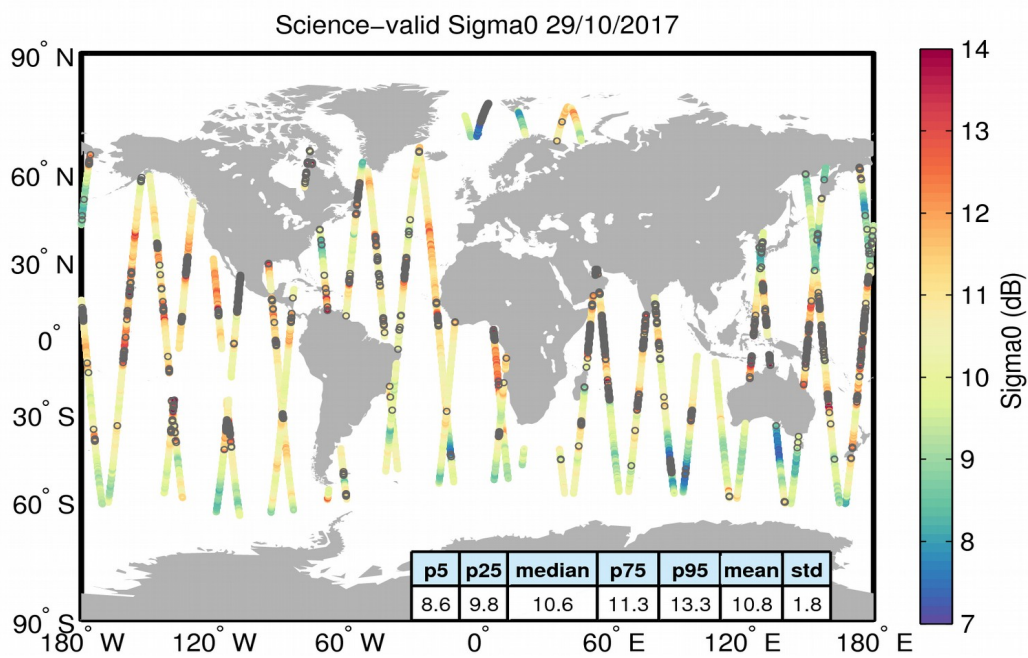 Science−valid Sigma0 29/10/2017
90° N
60° N
30° N
0°
30° S
60° S
90° S
180° W 120° W 60° W 0° 60° E 120° E 180° E
p5 p25 median p75 p95 mean std
8.6 9.8 10.6 11.3 13.3 10.8 1.8
14
13
12
11
10
9
8
7
Sigma0 (dB)